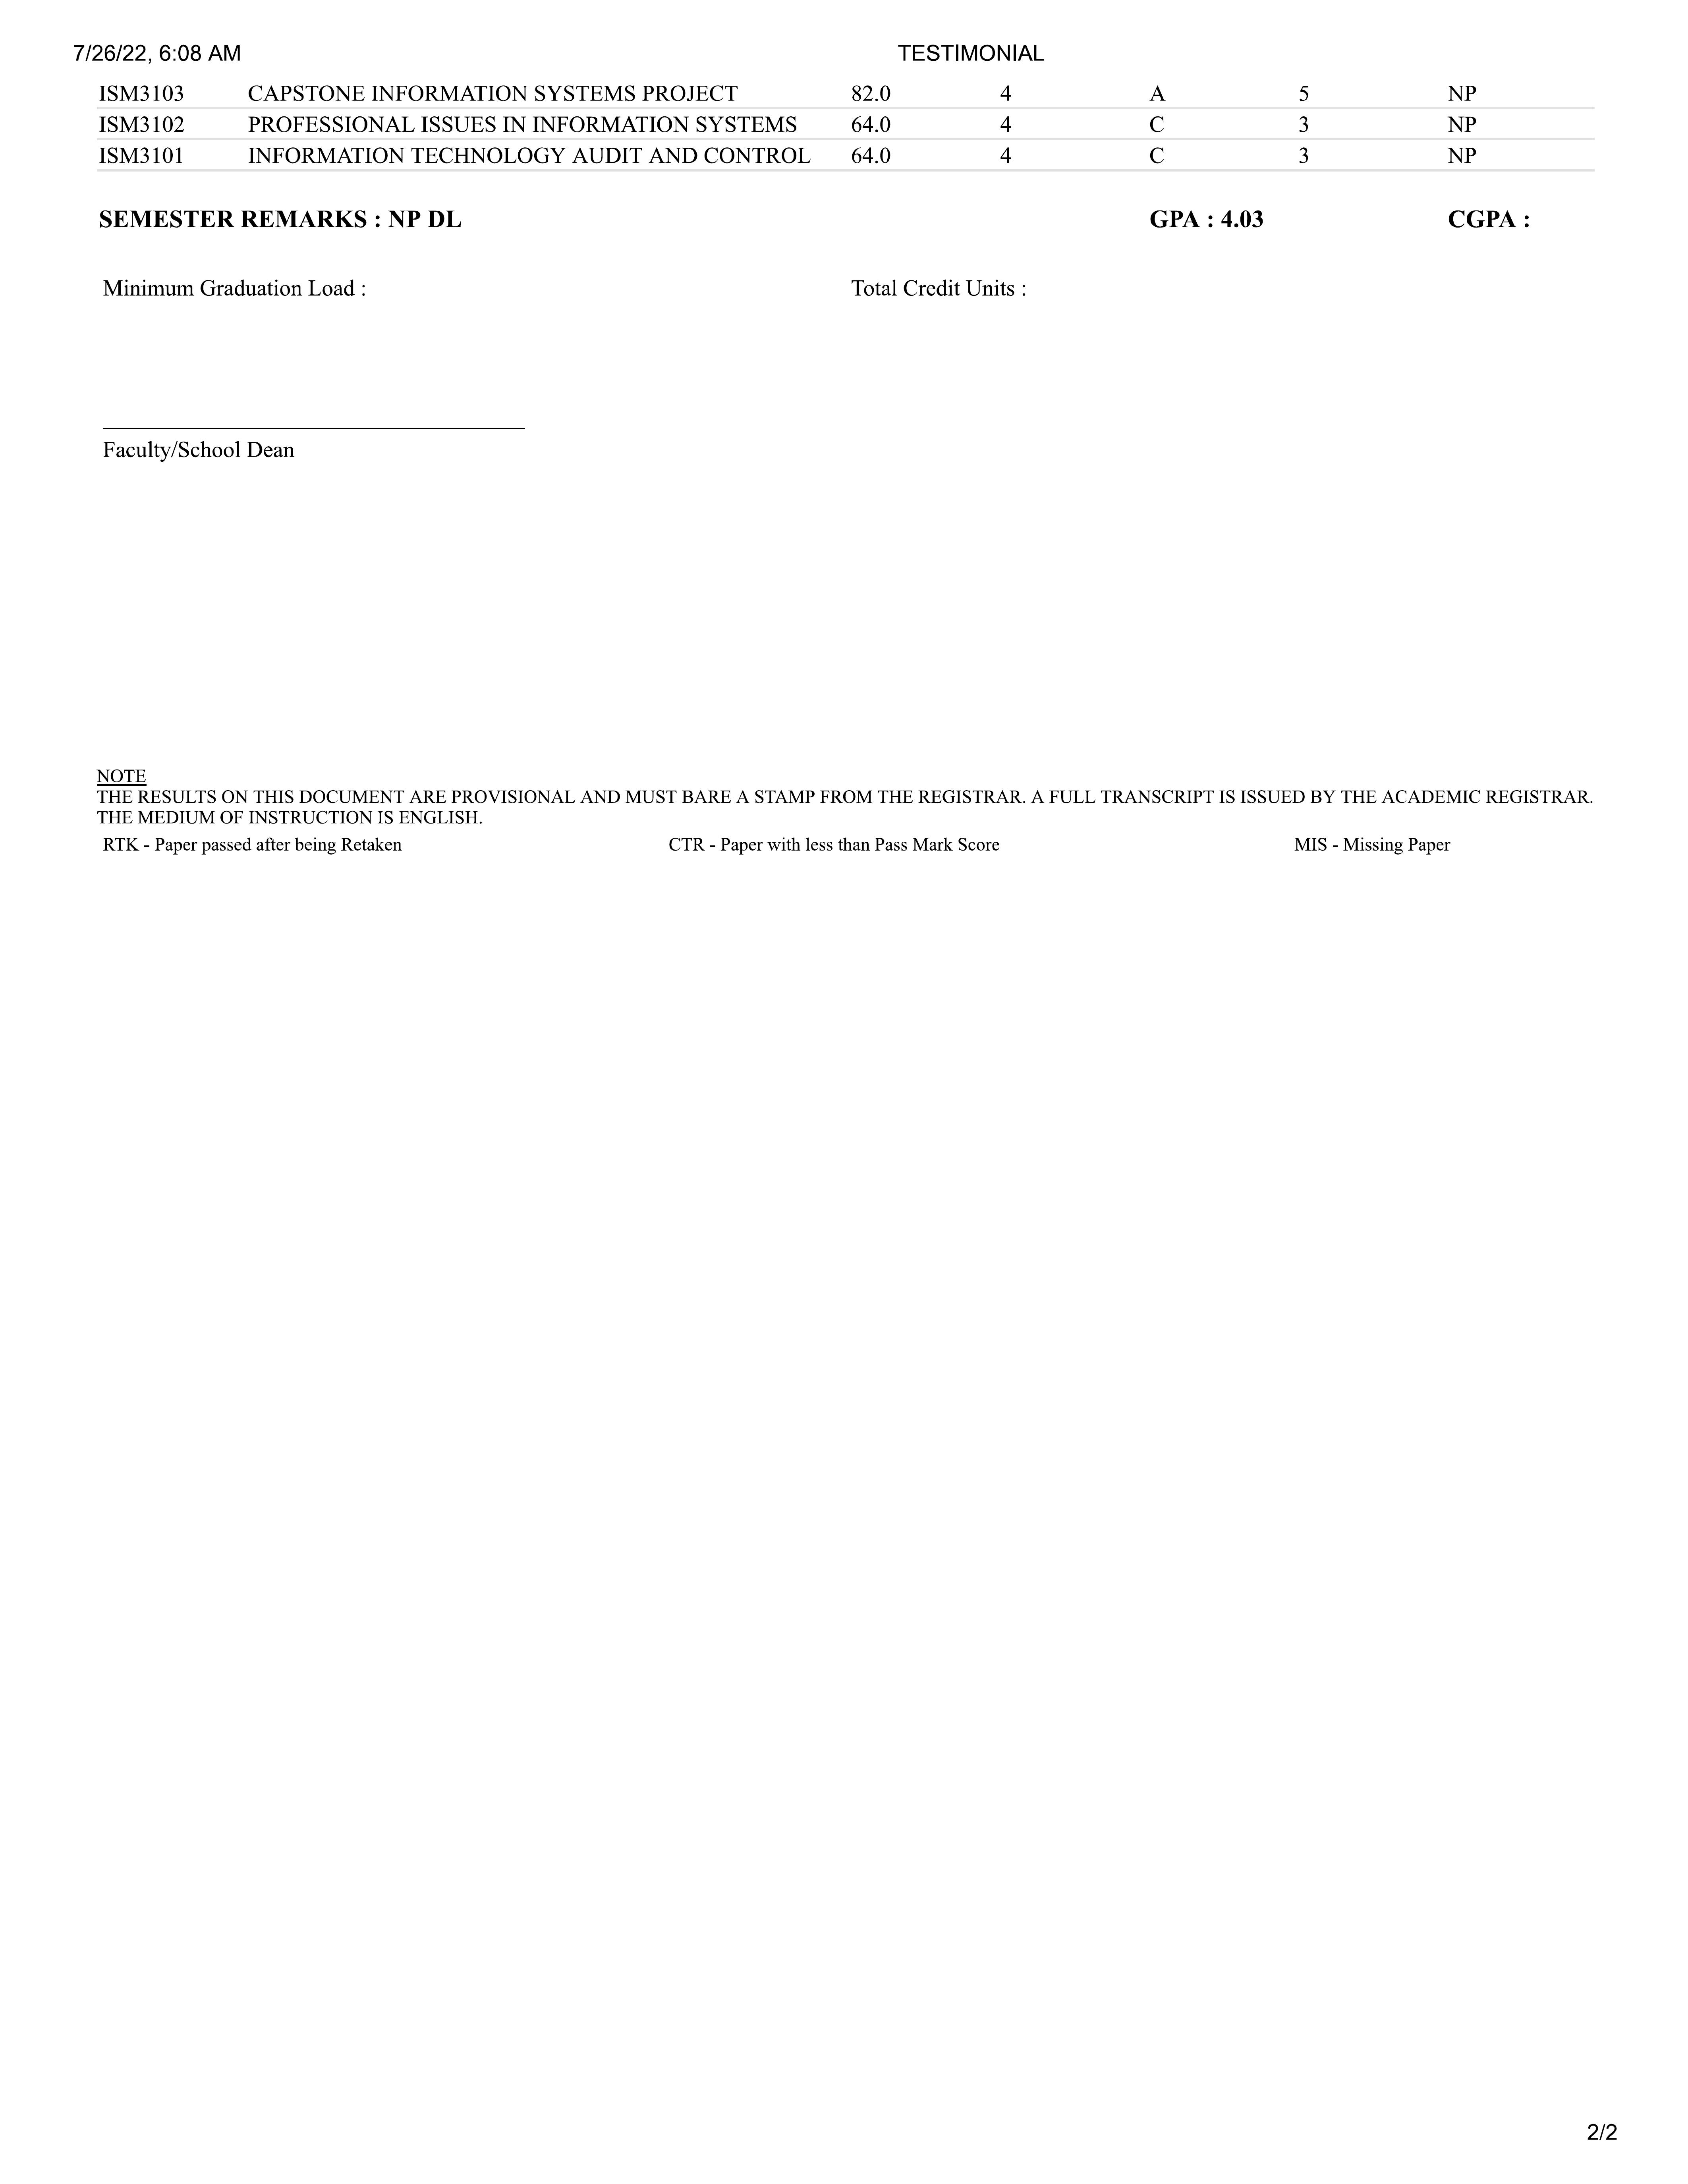 7/26/22, 6:08 AM TESTIMONIAL
ISM3103 CAPSTONE INFORMATION SYSTEMS PROJECT 82.0 4 A 5 NP
ISM3102 PROFESSIONAL ISSUES IN INFORMATION SYSTEMS 64.0 4 C 3 NP
ISM3101 INFORMATION TECHNOLOGY AUDIT AND CONTROL 64.0 4 C 3 NP
SEMESTER REMARKS : NP DL GPA : 4.03 CGPA :
Minimum Graduation Load : Total Credit Units :
Faculty/School Dean
NOTE
THE RESULTS ON THIS DOCUMENT ARE PROVISIONAL AND MUST BARE A STAMP FROM THE REGISTRAR. A FULL TRANSCRIPT IS ISSUED BY THE ACADEMIC REGISTRAR.
THE MEDIUM OF INSTRUCTION IS ENGLISH.
RTK - Paper passed after being Retaken CTR - Paper with less than Pass Mark Score MIS - Missing Paper
2/2